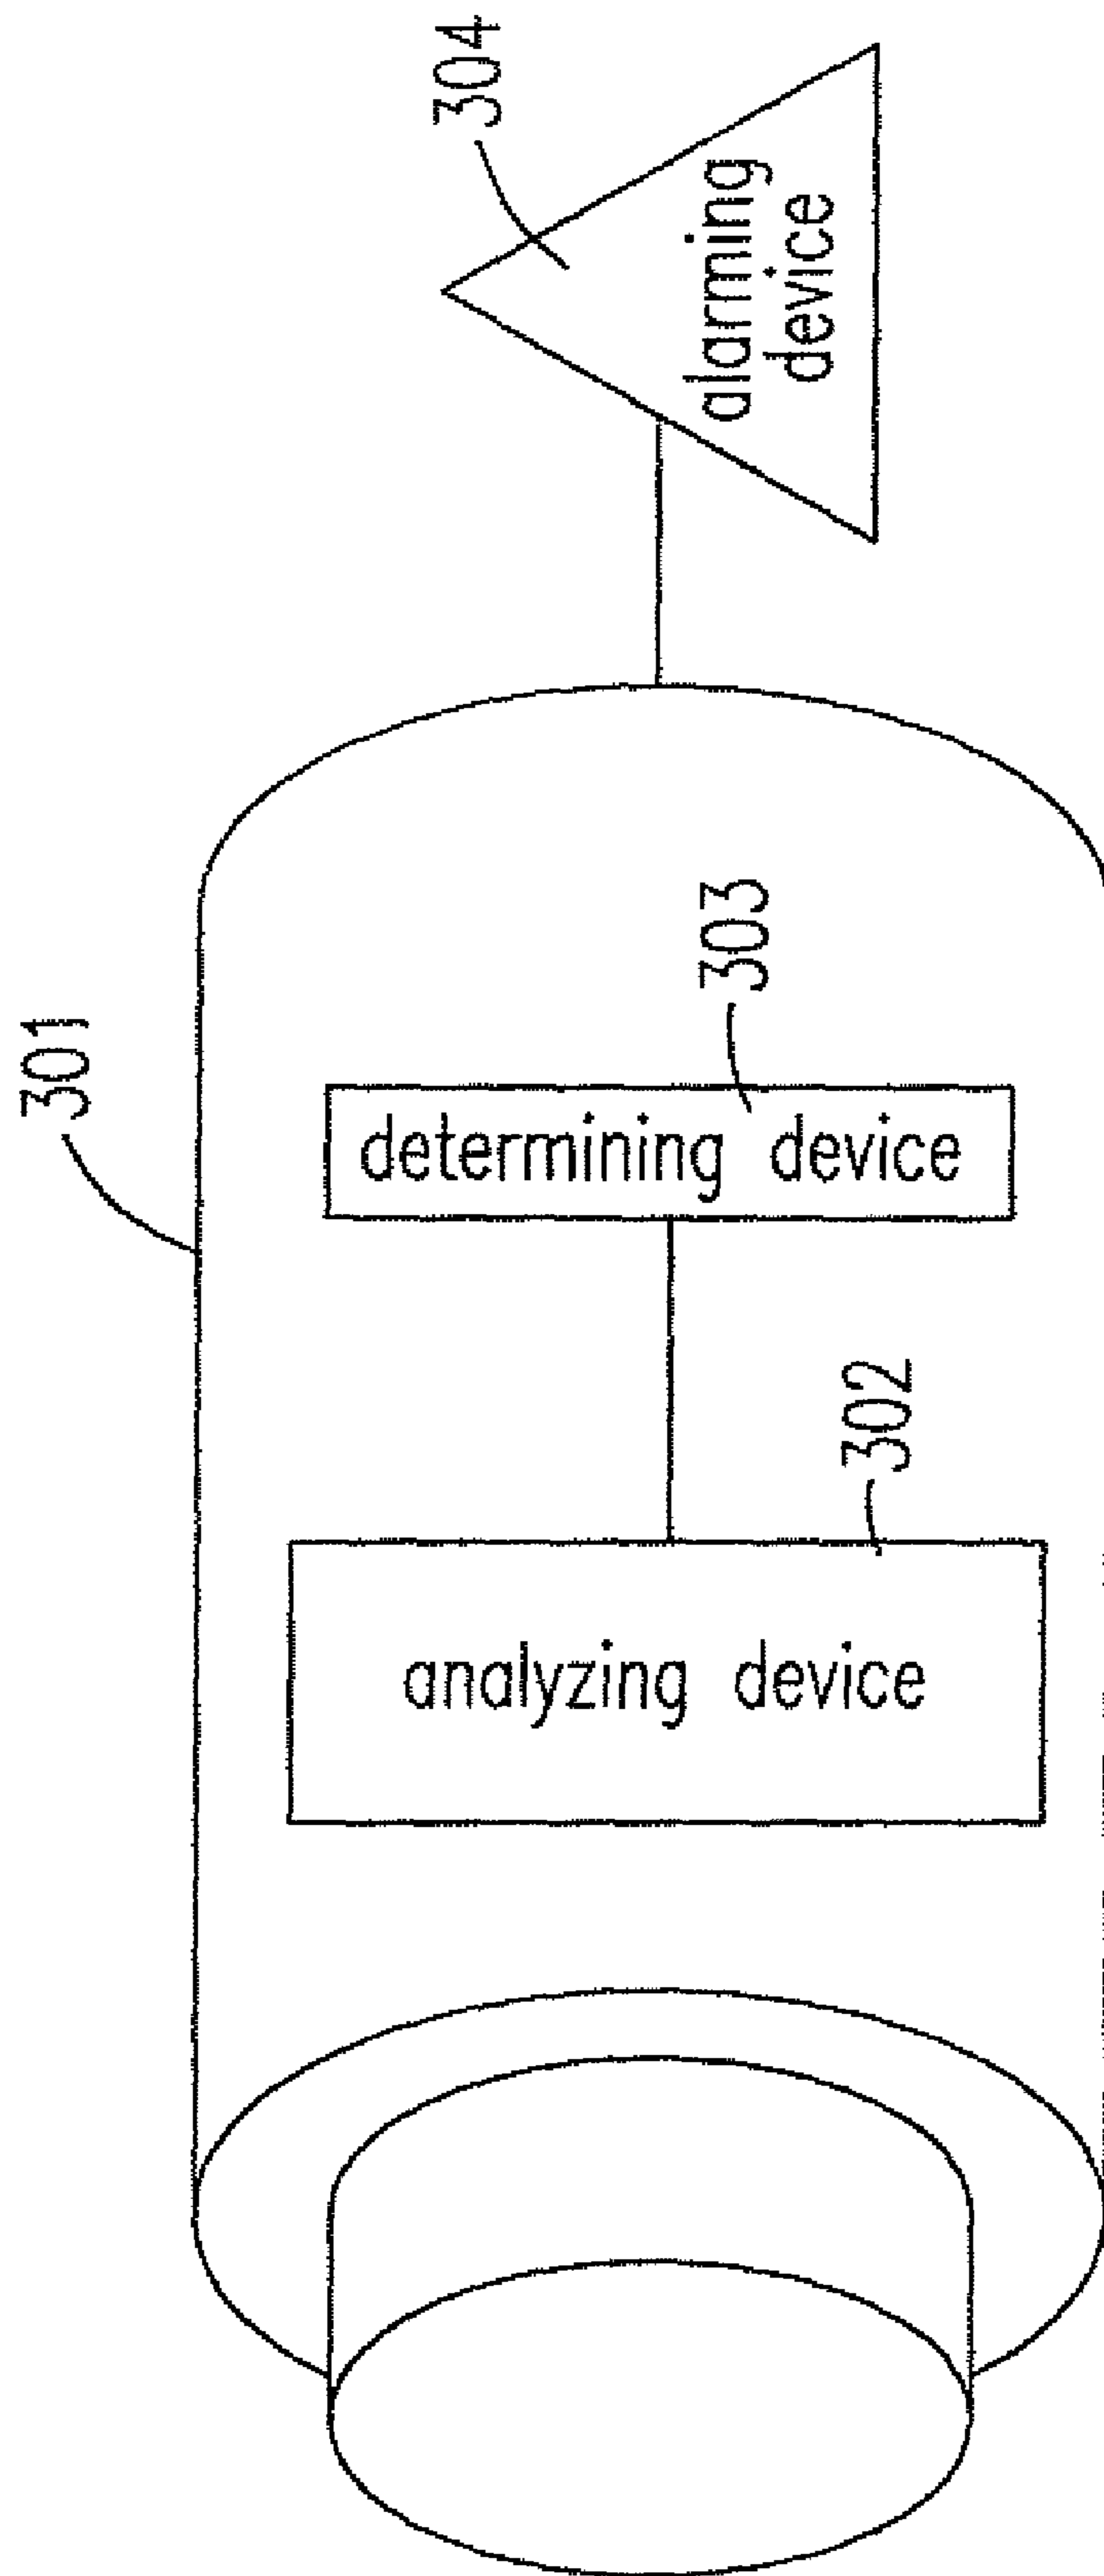 304
alarming
device
301
303
determining device
302
analyzing device